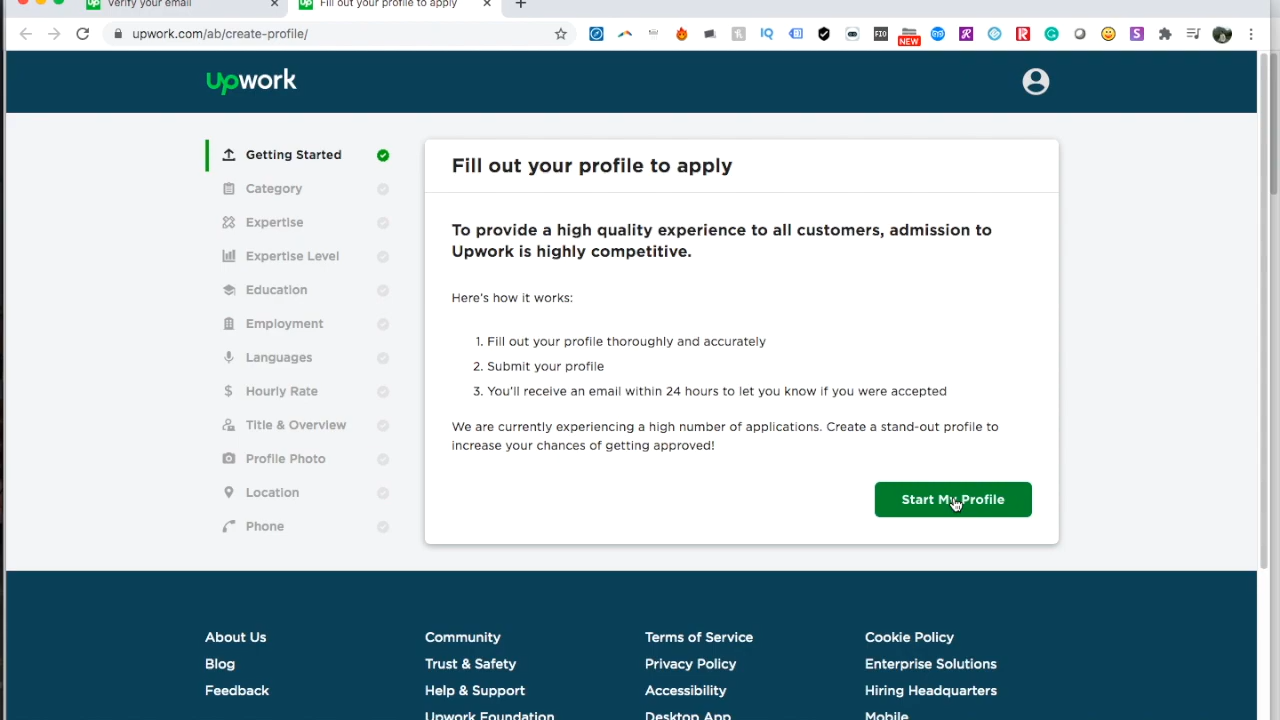 Verify your email
Fill out your profile to apply
upwork.com/ab/create-profile/
IQ
FIO
NEW
GYO
R
R
S
Upwork
Getting Started
Category
Expertise
Expertise Level
Education
Employment
Languages
Hourly Rate
Title & Overview
Profile Photo
Location
Phone
Fill out your profile to apply
To provide a high quality experience to all customers, admission to
Upwork is highly competitive.
Here's how it works:
1. Fill out your profile thoroughly and accurately
2. Submit your profile
3. You'll receive an email within 24 hours to let you know if you were accepted
We are currently experiencing a high number of applications. Create a stand-out profile to
increase your chances of getting approved!
Start My Profile
About Us
Blog
Feedback
Community
Trust & Safety
Help & Support
Upwork Foundation
Terms of Service
Privacy Policy
Accessibility
Desktop App
Cookie Policy
Enterprise Solutions
Hiring Headquarters
Mobile